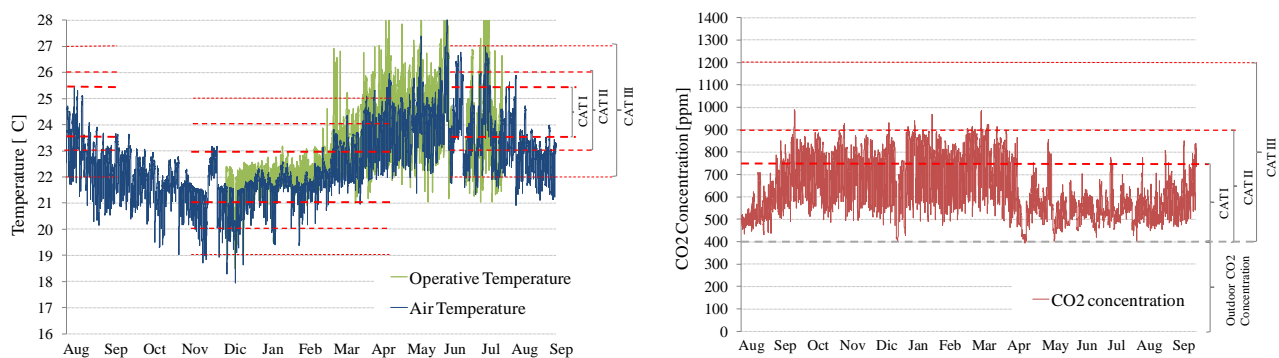 Temperature [ C]
28
27
26
25
24
23
22
21
20
19
18
17
16
Operative Temperature
Air Temperature
Aug Sep Oct Nov Dic Jan Feb Mar Apr May Jun Jul Aug Sep
CAT I
CAT II
CAT III
CO2 Concentration [ppm]
1400
1300
1200
1100
1000
900
800
700
600
500
400
300
200
100
0
CO2 concentration
Aug Sep Oct Nov Dic Jan Feb Mar Apr May Jun Jul Aug Sep
Outdoor CO2
Concentration
CAT I
CAT II
CAT III